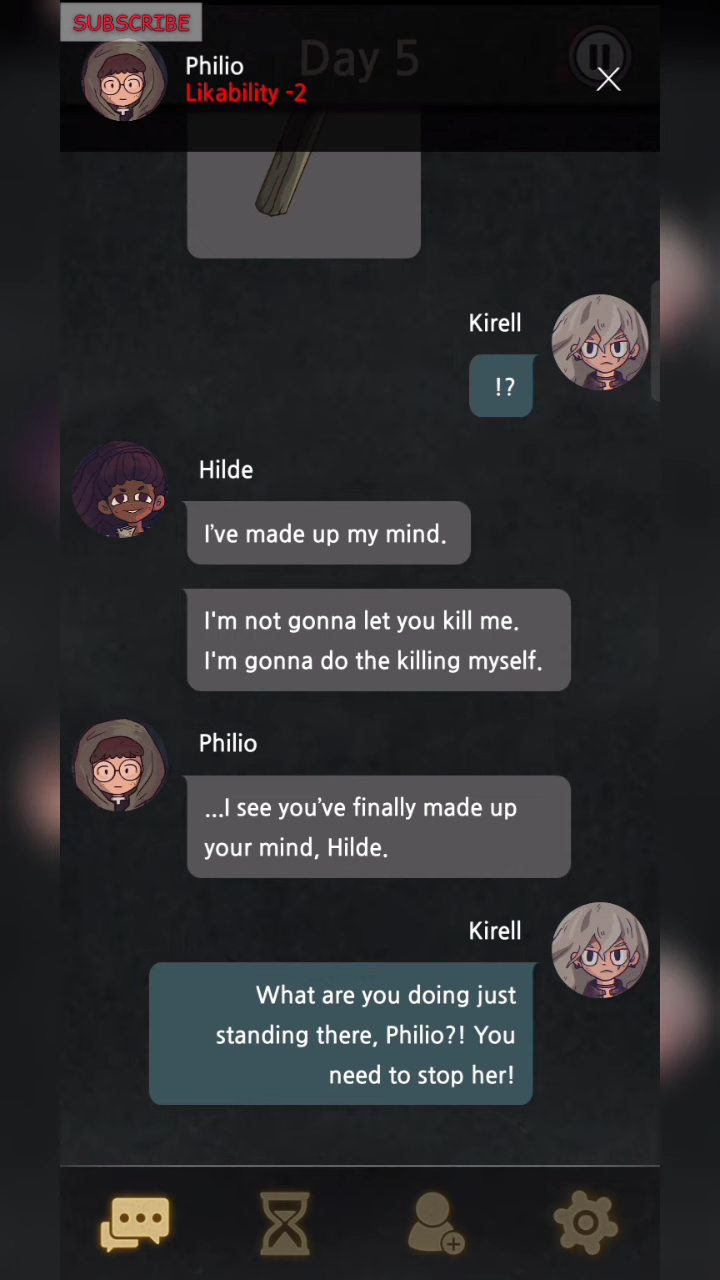 SUBSCRIBE
Day 5
Philio
Likability -2
Kirell
!?
Hilde
I've made up my mind.
I'm not gonna let you kill me.
I'm gonna do the killing myself.
Philio
...I see you've finally made up
your mind, Hilde.
Kirell
What are you doing just
standing there, Philio?! You
need to stop her!